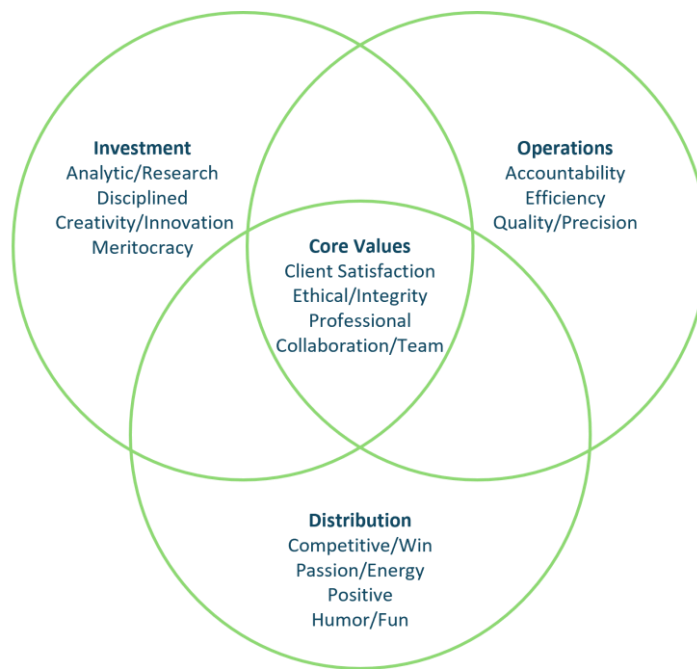 Investment
Analytic/Research
Disciplined
Creativity/Innovation
Meritocracy
Operations
Accountability
Efficiency
Quality/Precision
Core Values
Client Satisfaction
Ethical/Integrity
Professional
Collaboration/Team
Distribution
Competitive/Win
Passion/Energy
Positive
Humor/Fun